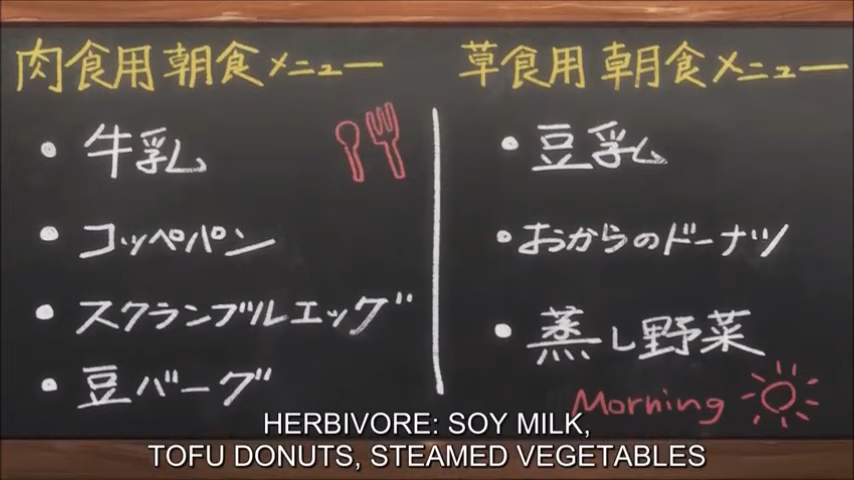 肉食用朝食メニュー
・牛乳
・コッペパン
・スクランブルエッグ
・豆バーグ
草食用朝食メニュー
・豆乳
・おからのドーナツ
・蒸し野菜
Morning
HERBIVORE: SOY MILK,
TOFU DONUTS, STEAMED VEGETABLES